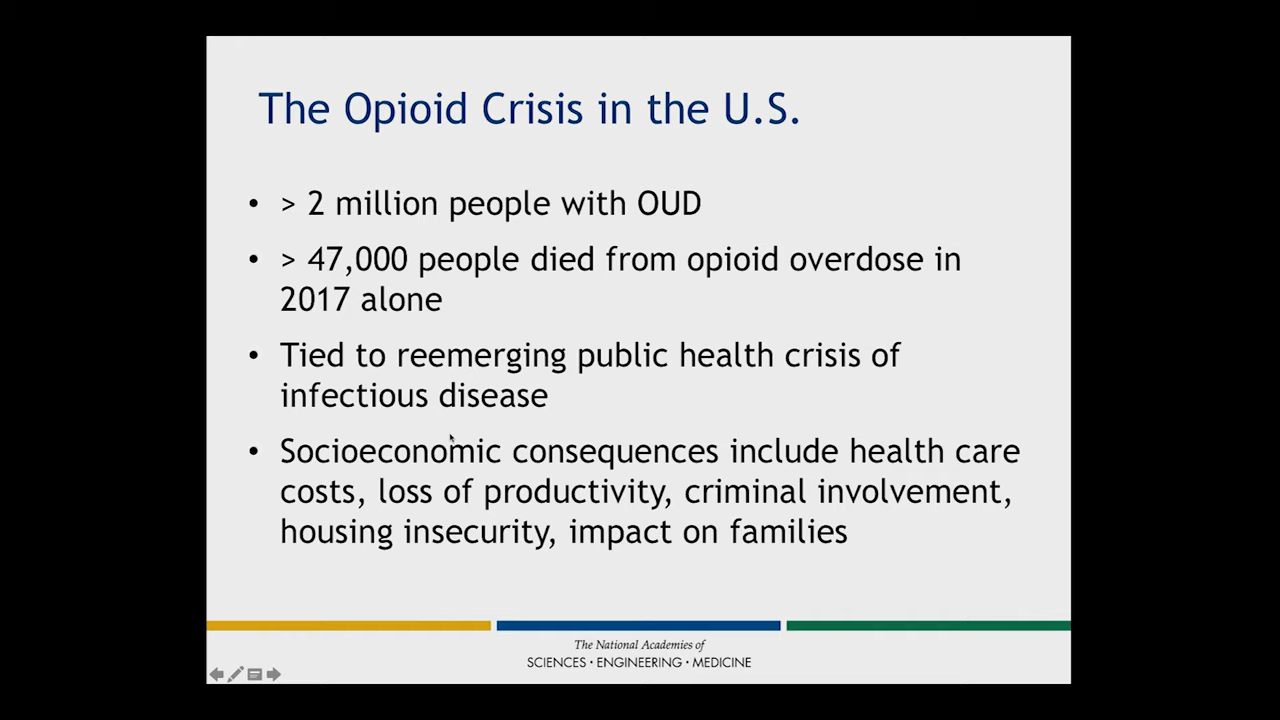 The Opioid Crisis in the U.S.
• > 2 million people with OUD
• > 47,000 people died from opioid overdose in
2017 alone
• Tied to reemerging public health crisis of
infectious disease
• Socioeconomic consequences include health care
costs, loss of productivity, criminal involvement,
housing insecurity, impact on families
The National Academies of
SCIENCES · ENGINEERING · MEDICINE